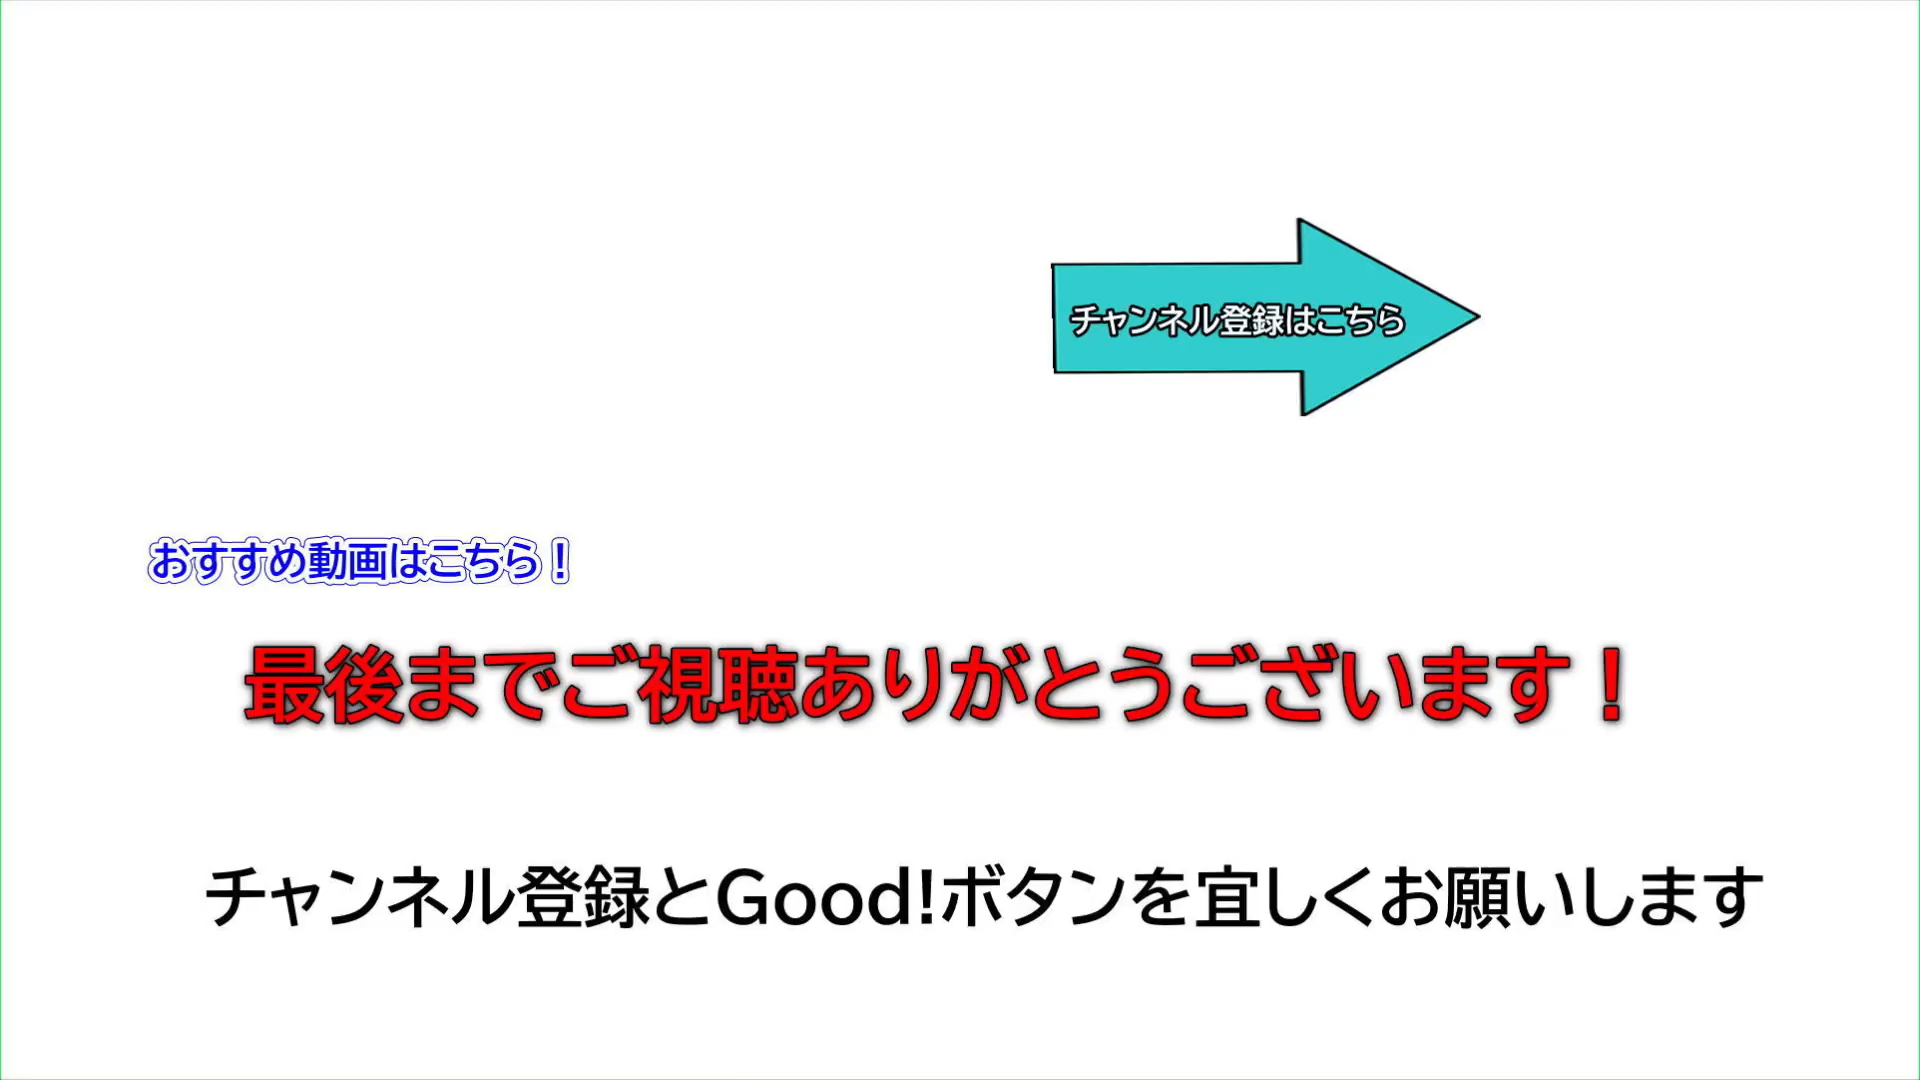 チャンネル登録はこちら
おすすめ動画はこちら！
最後までご視聴ありがとうございます！
チャンネル登録とGood!ボタンを宜しくお願いします